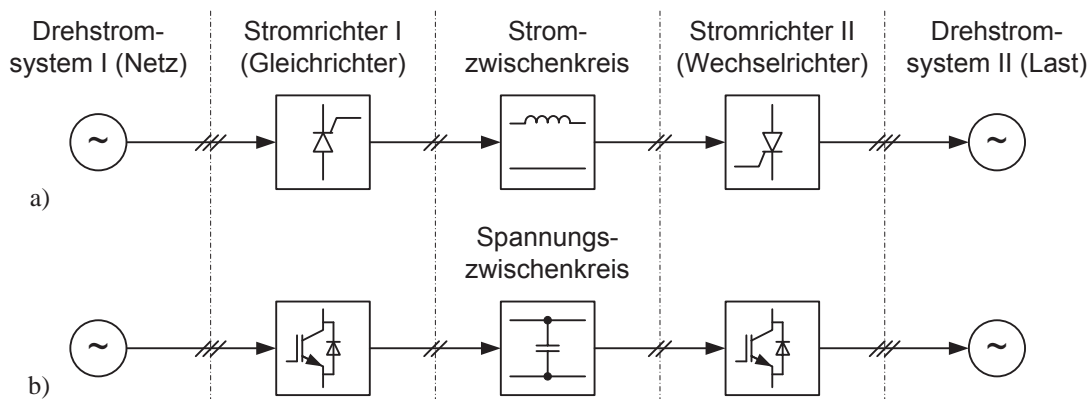 Drehstrom-
system I (Netz)
Stromrichter I
(Gleichrichter)
Strom-
zwischenkreis
Stromrichter II
(Wechselrichter)
Drehstrom-
system II (Last)
~
~
a)
Spannungs-
zwischenkreis
~
~
b)